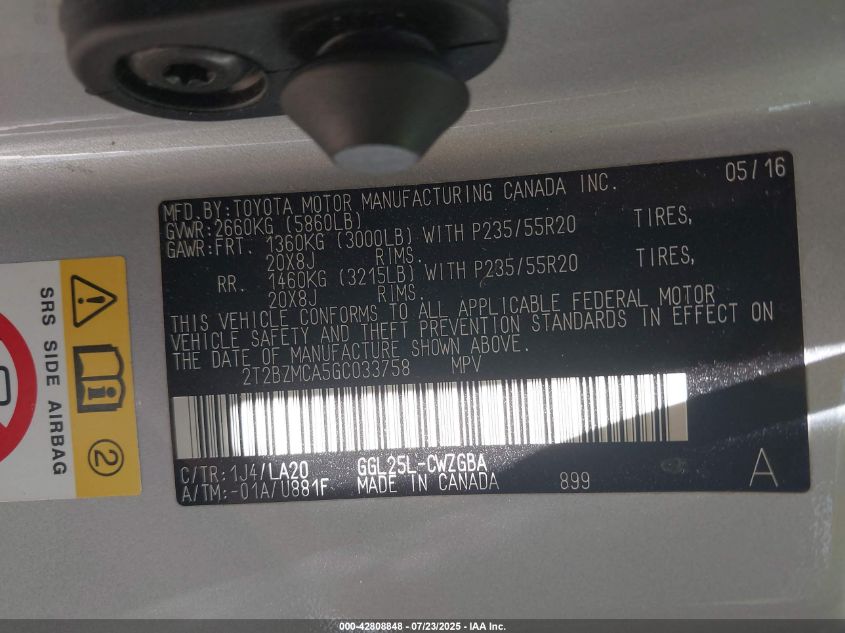 05/16
MFD.BY:TOYOTA MOTOR MANUFACTURING CANADA INC.
GVWR:2660KG (5860LB)
GAWR:FRT. 1360KG (3000LB) WITH P235/55R20 TIRES,
20X8J RIMS.
RR. 1460KG (3215LB) WITH P235/55R20 TIRES,
20X8J RIMS.
THIS VEHICLE CONFORMS TO ALL APPLICABLE FEDERAL MOTOR
VEHICLE SAFETY AND THEFT PREVENTION STANDARDS IN EFFECT ON
THE DATE OF MANUFACTURE SHOWN ABOVE.
2T2BZMCA5GC033758 MPV
C/TR:1J4/LA20 GGL25L-CWZGBA
A/TM:-01A/U881F MADE IN CANADA 899 A
SRS SIDE AIRBAG
2
000-42808848 - 07/23/2025 - IAA Inc.